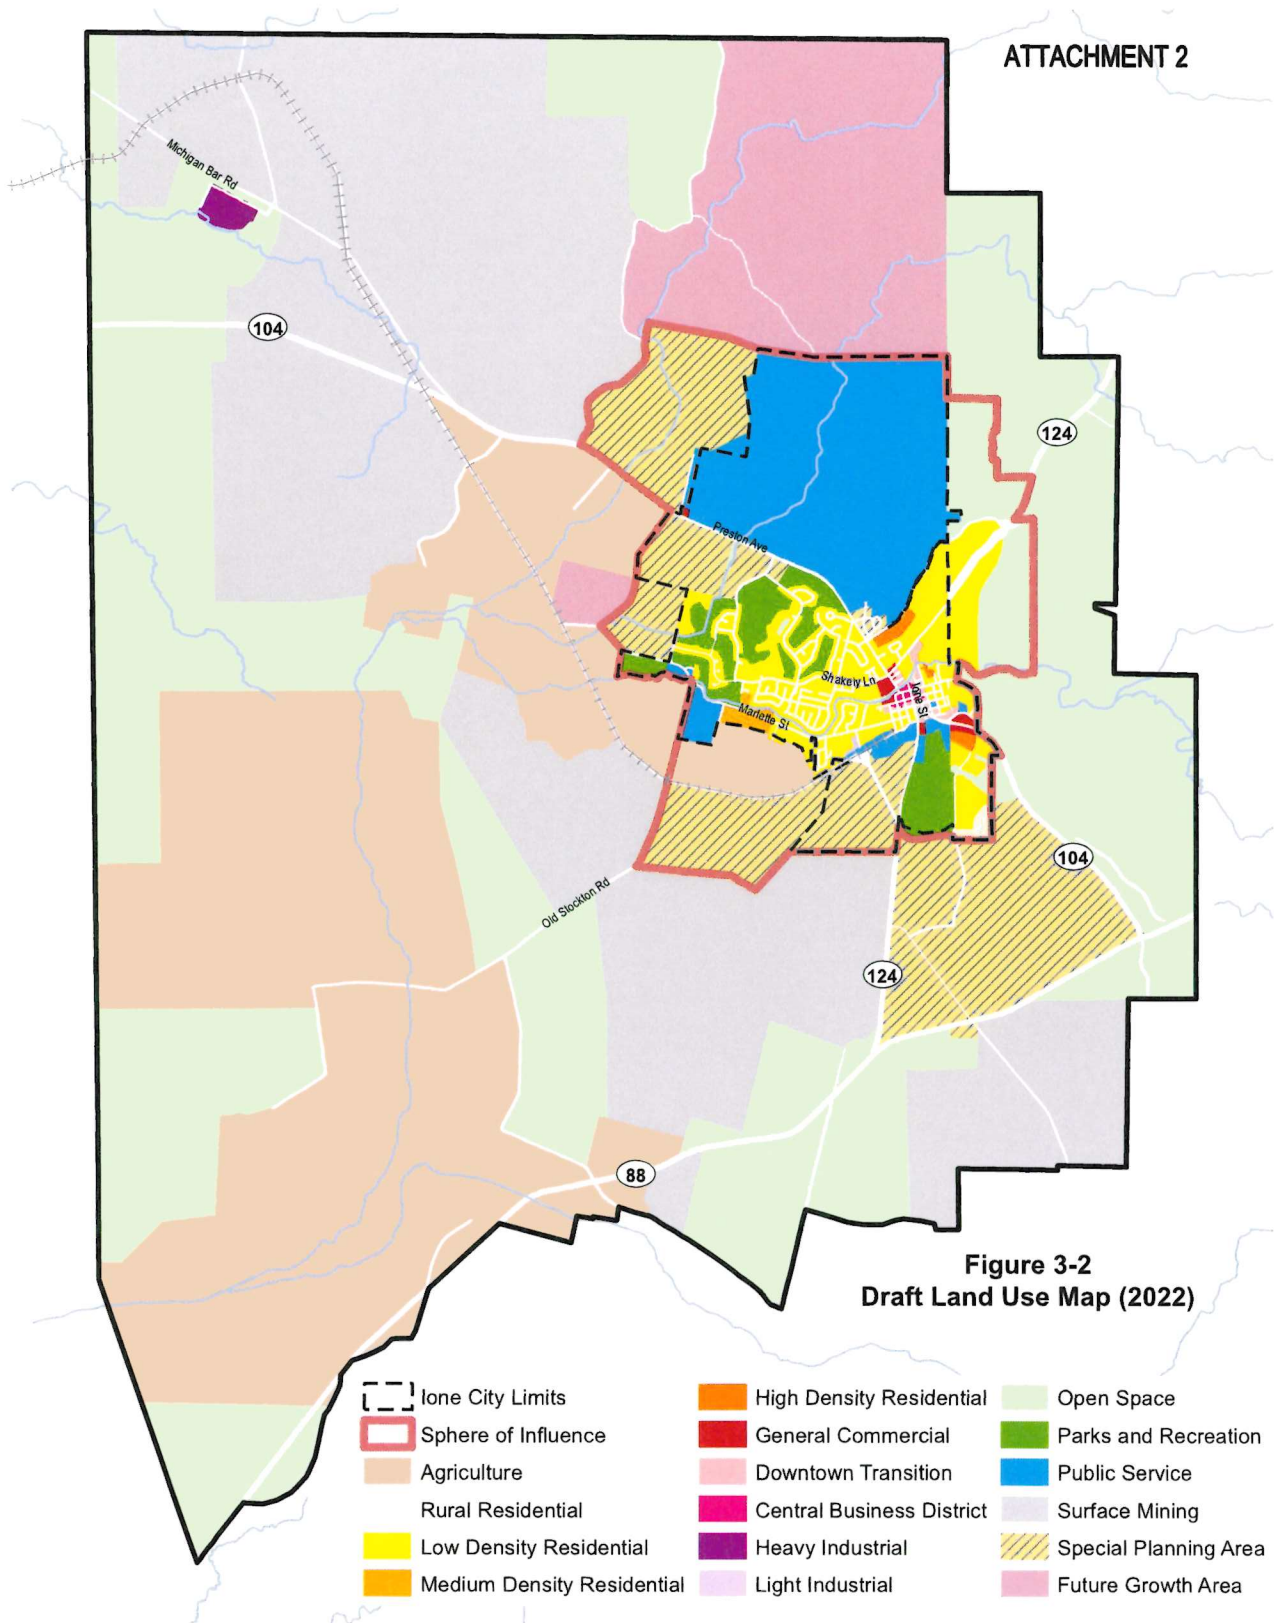 ATTACHMENT 2
Michigan Bar Rd
104
124
Preston Ave
Shakely Ln
Ione St
Marlette St
Old Stockton Rd
104
124
88
Figure 3-2
Draft Land Use Map (2022)
Ione City Limits
Sphere of Influence
Agriculture
Rural Residential
Low Density Residential
Medium Density Residential
High Density Residential
General Commercial
Downtown Transition
Central Business District
Heavy Industrial
Light Industrial
Open Space
Parks and Recreation
Public Service
Surface Mining
Special Planning Area
Future Growth Area